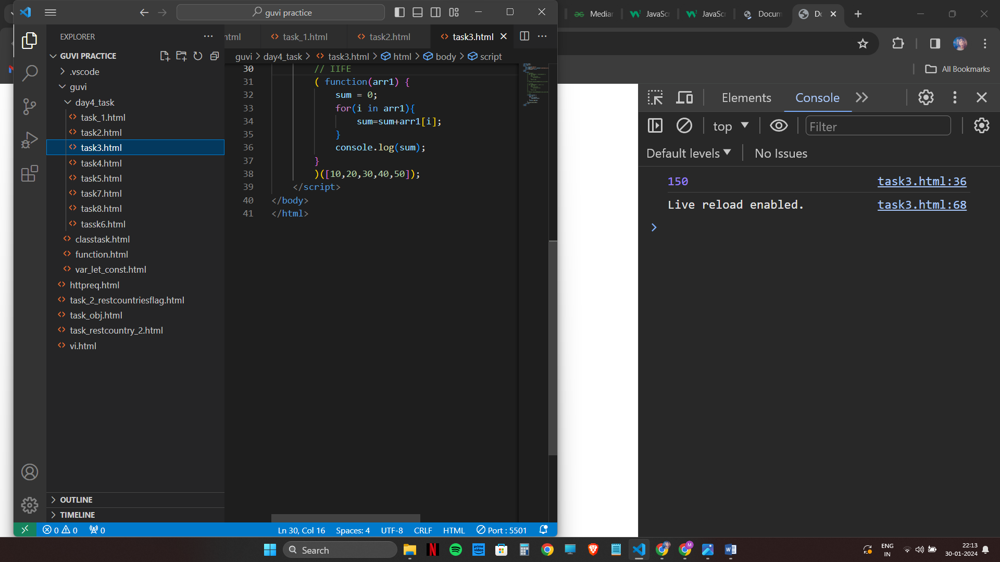 guvi practice
Mediar
JavaSc
JavaSc
Docum
Do
EXPLORER
ntml
task_1.html
task2.html
task3.html
All Bookmarks
GUVI PRACTICE
guvi > day4_task > task3.html > html > body > script
.vscode
guvi
day4_task
task_1.html
task2.html
task3.html
task4.html
task5.html
task7.html
task8.html
tassk6.html
classtask.html
function.html
var_let_const.html
httpreq.html
task_2_restcountriesflag.html
task_obj.html
task_restcountry_2.html
vi.html
OUTLINE
TIMELINE
30 // IIFE
31 ( function(arr1) {
32 sum = 0;
33 for(i in arr1){
34 sum=sum+arr1[i];
35 }
36 console.log(sum);
37 }
38 )([10,20,30,40,50]);
39 </script>
40 </body>
41 </html>
Elements Console
top Filter
Default levels No Issues
150 task3.html:36
Live reload enabled. task3.html:68
0 0 0 Ln 30, Col 16 Spaces: 4 UTF-8 CRLF HTML Port : 5501
Search
prime video
M
W
ENG
IN
22:13
30-01-2024